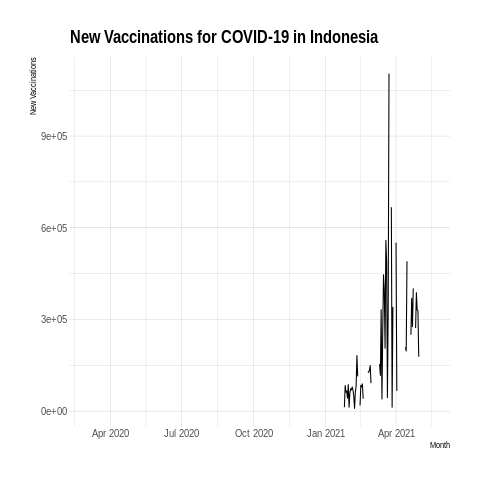 New Vaccinations for COVID-19 in Indonesia
New Vaccinations
9e+05
6e+05
3e+05
0e+00
Apr 2020 Jul 2020 Oct 2020 Jan 2021 Apr 2021
Month